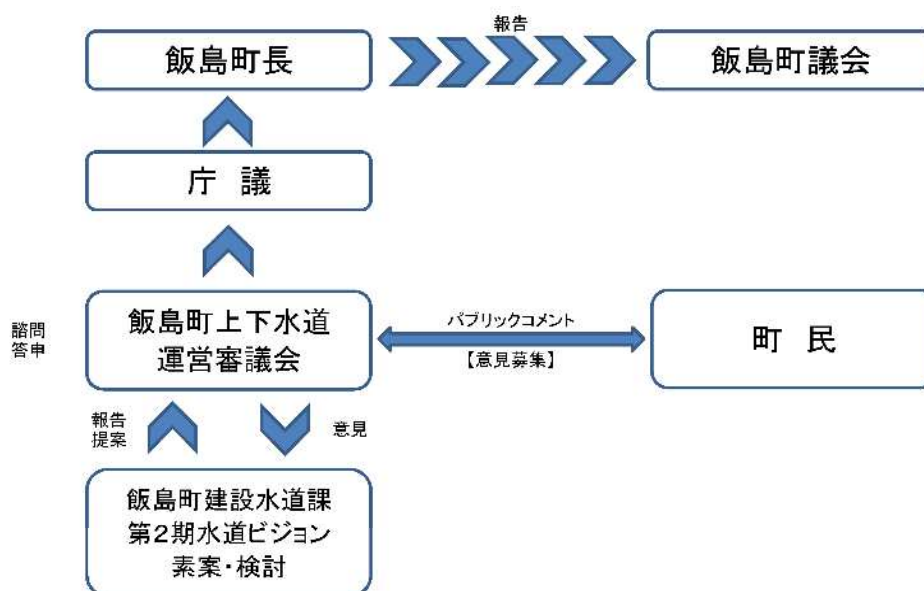 報告
飯島町長
飯島町議会
庁 議
諮問
答申
飯島町上下水道
運営審議会
パブリックコメント
【意見募集】
町 民
報告
提案
意見
飯島町建設水道課
第2期水道ビジョン
素案・検討